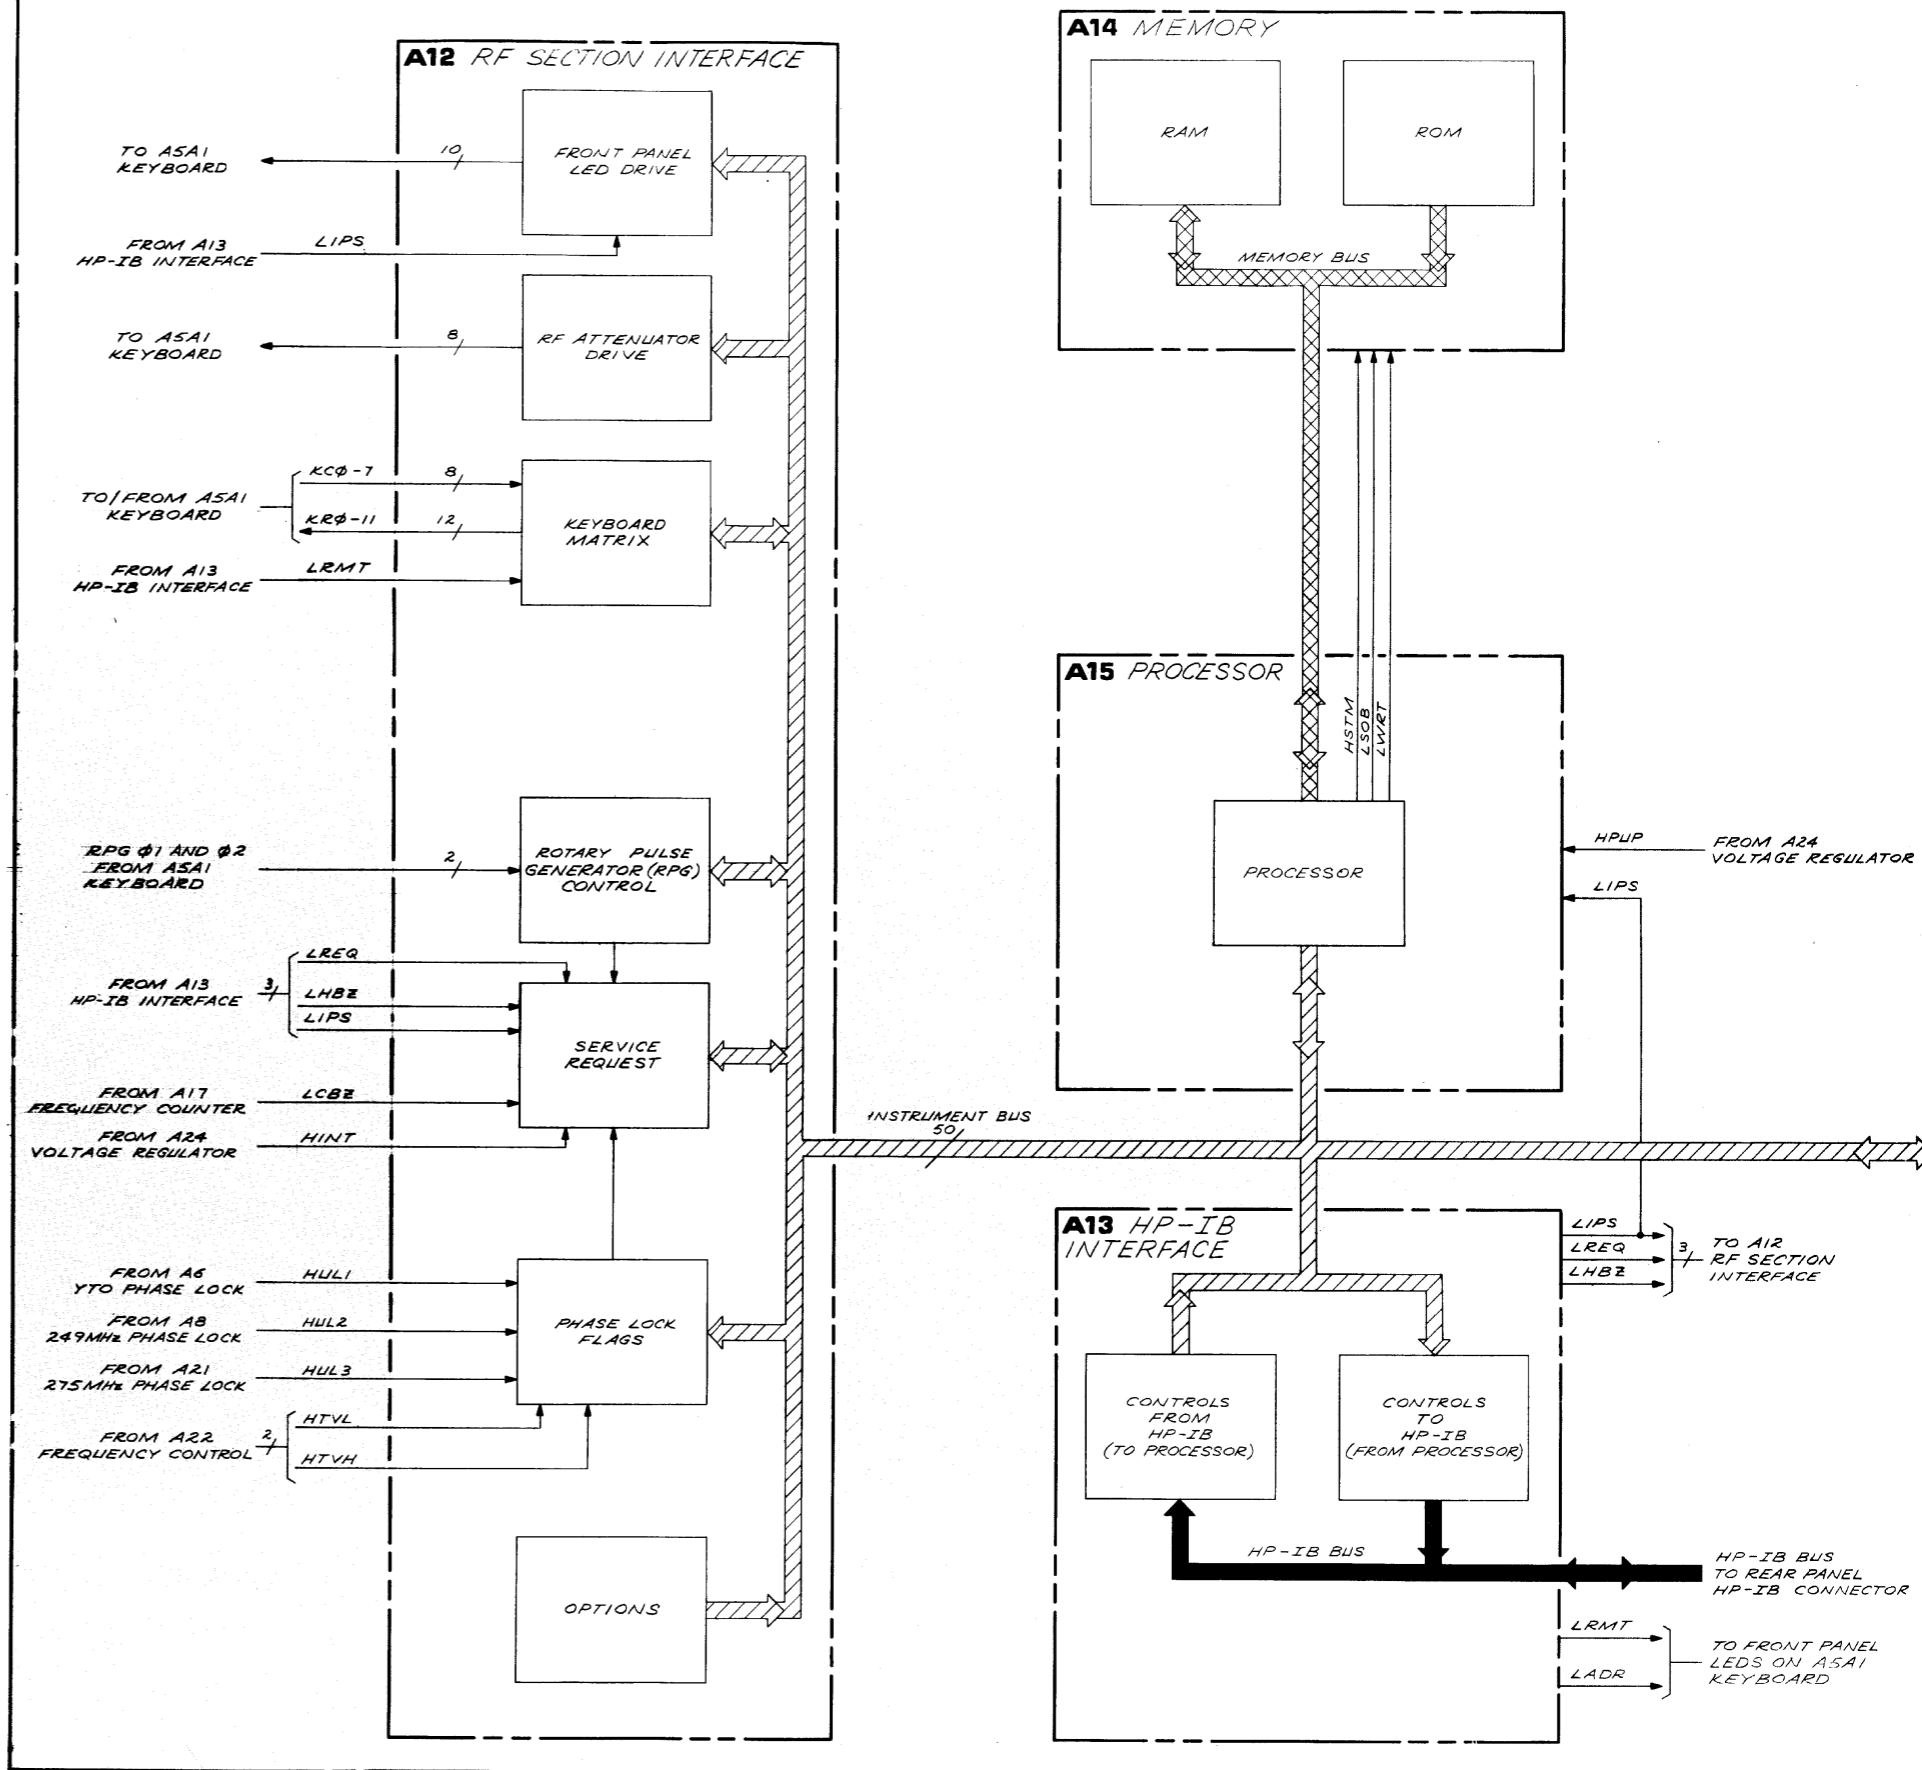 A12 RF SECTION INTERFACE
TO A5A1
KEYBOARD
10
FRONT PANEL
LED DRIVE
FROM A13
HP-IB INTERFACE
LIPS
TO A5A1
KEYBOARD
8
RF ATTENUATOR
DRIVE
TO/FROM A5A1
KEYBOARD
KCØ-7
8
KRØ-11
12
KEYBOARD
MATRIX
FROM A13
HP-IB INTERFACE
LRMT
RPG Φ1 AND Φ2
FROM A5A1
KEYBOARD
2
ROTARY PULSE
GENERATOR (RPG)
CONTROL
FROM A13
HP-IB INTERFACE
3
LREQ
LHBZ
LIPS
SERVICE
REQUEST
FROM A17
FREQUENCY COUNTER
LCBZ
FROM A24
VOLTAGE REGULATOR
HINT
FROM A6
YTO PHASE LOCK
HUL1
FROM A8
249MHz PHASE LOCK
HUL2
FROM A21
275MHz PHASE LOCK
HUL3
PHASE LOCK
FLAGS
FROM A22
FREQUENCY CONTROL
2
HTVL
HTVH
OPTIONS
INSTRUMENT BUS
50
A14 MEMORY
RAM
ROM
MEMORY BUS
A15 PROCESSOR
HSTM
LSOB
LWRT
PROCESSOR
HPUP
FROM A24
VOLTAGE REGULATOR
LIPS
A13 HP-IB
INTERFACE
LIPS
LREQ
LHBZ
3
TO A12
RF SECTION
INTERFACE
CONTROLS
FROM
HP-IB
(TO PROCESSOR)
CONTROLS
TO
HP-IB
(FROM PROCESSOR)
HP-IB BUS
HP-IB BUS
TO REAR PANEL
HP-IB CONNECTOR
LRMT
LADR
TO FRONT PANEL
LEDS ON A5A1
KEYBOARD